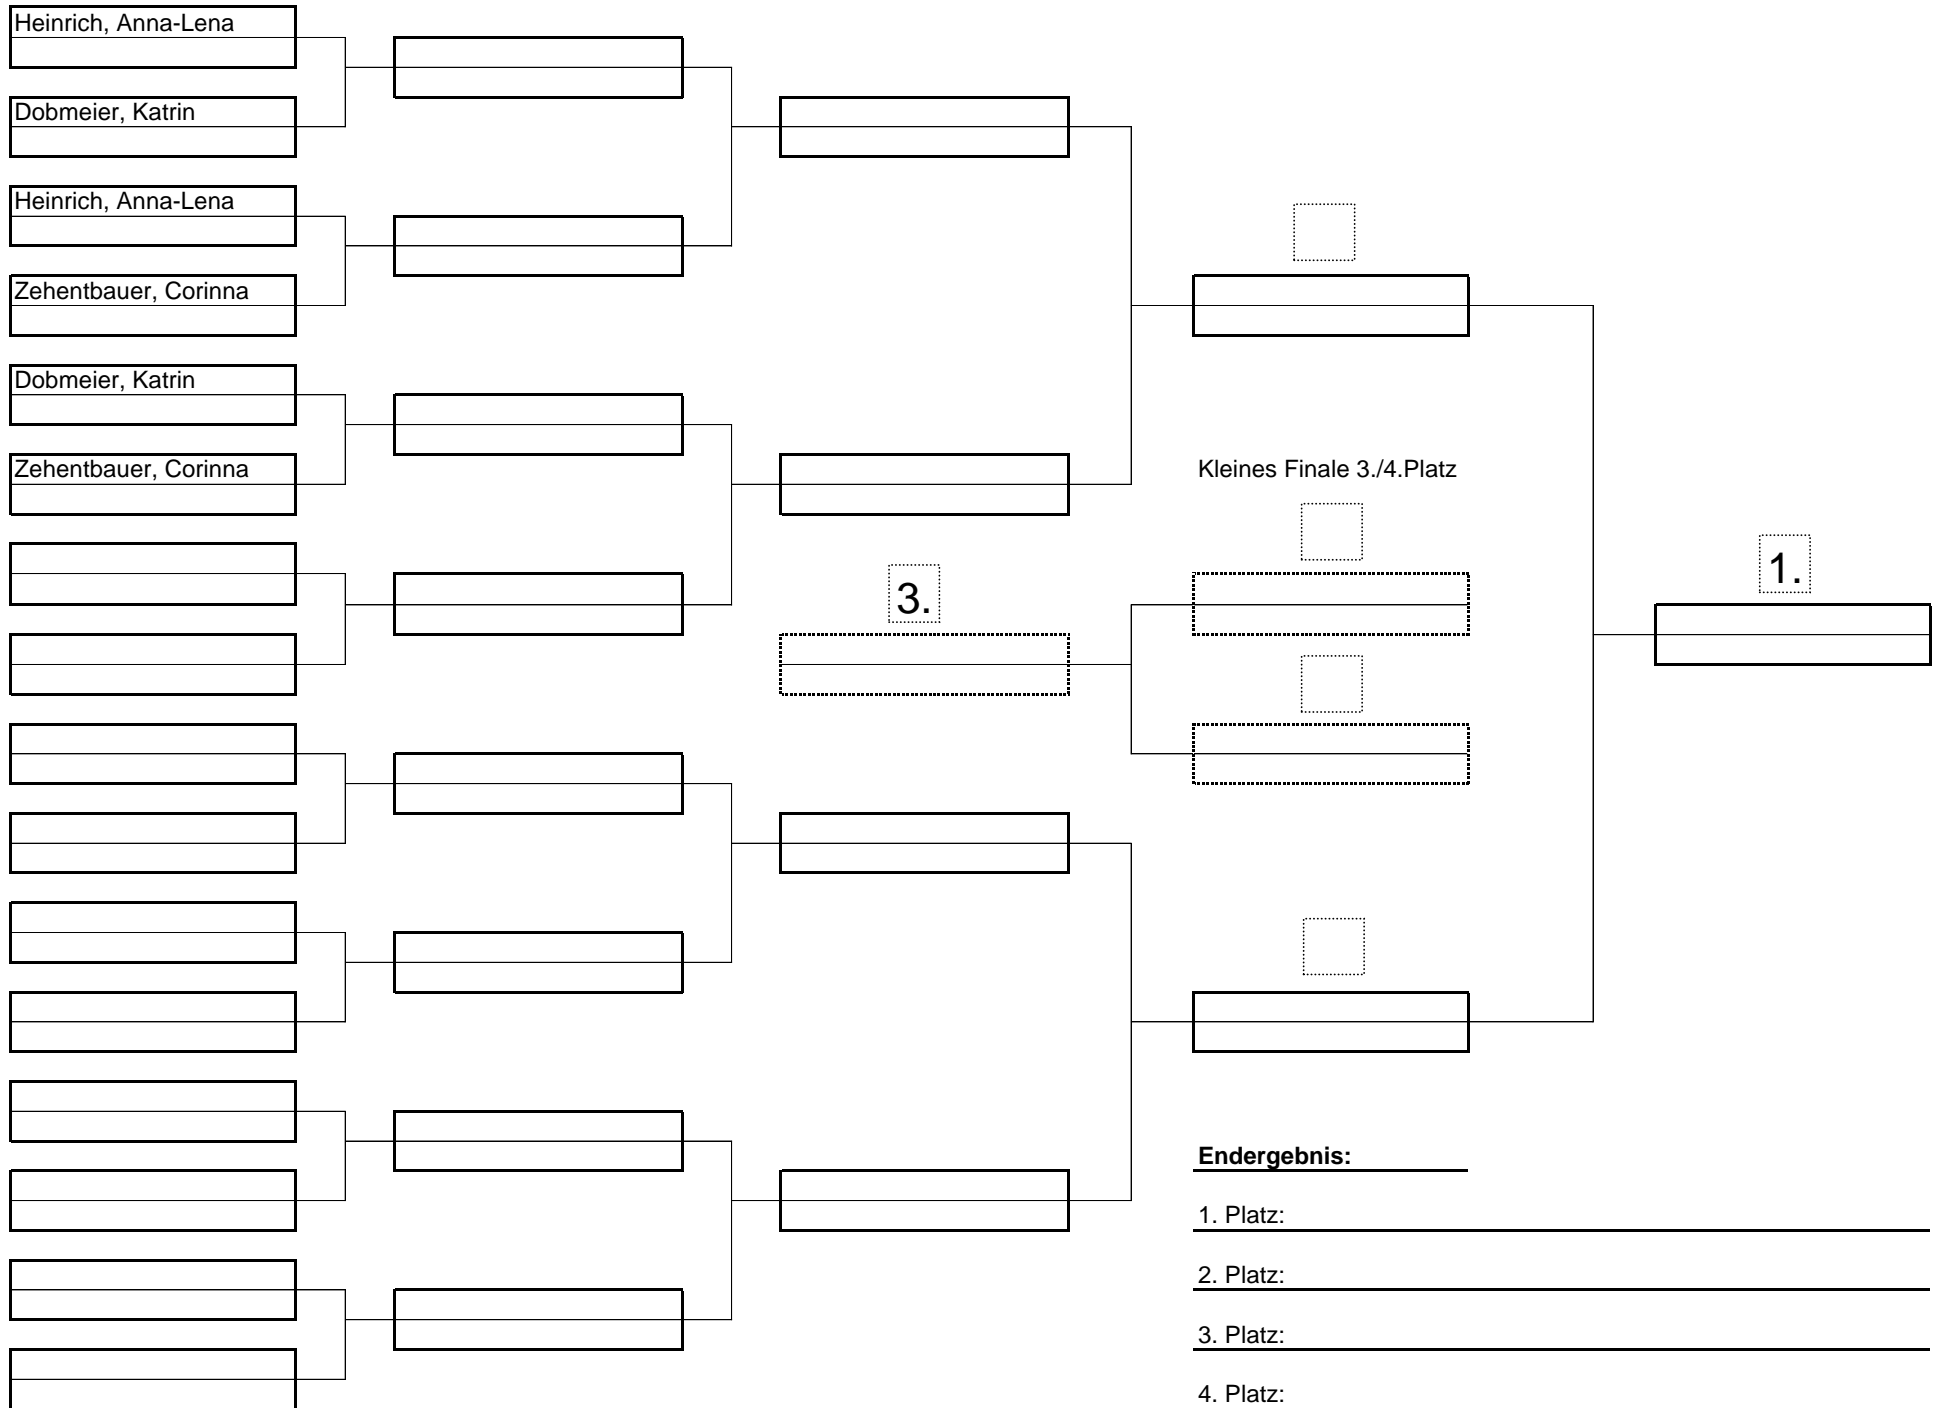 Heinrich, Anna-Lena
Dobmeier, Katrin
Heinrich, Anna-Lena
Zehentbauer, Corinna
Dobmeier, Katrin
Zehentbauer, Corinna
Kleines Finale 3./4.Platz
3.
1.
Endergebnis:
1. Platz:
2. Platz:
3. Platz:
4. Platz: